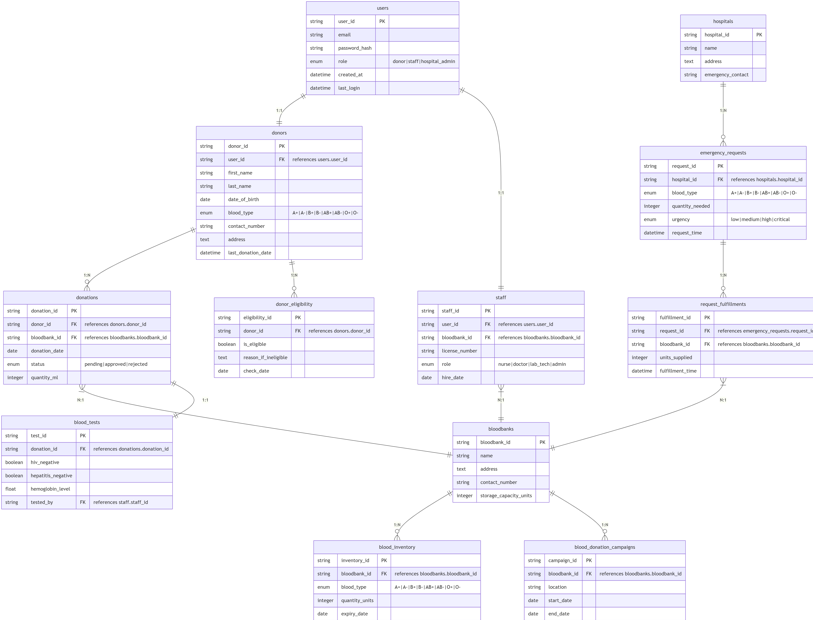 users
string user_id PK
string email
string password_hash
enum role donor|staff|hospital_admin
datetime created_at
datetime last_login
hospitals
string hospital_id PK
string name
text address
string emergency_contact
1:1
donors
string donor_id PK
string user_id FK references users.user_id
string first_name
string last_name
date date_of_birth
enum blood_type A+|A-|B+|B-|AB+|AB-|O+|O-
string contact_number
text address
datetime last_donation_date
1:1
1:N
emergency_requests
string request_id PK
string hospital_id FK references hospitals.hospital_id
enum blood_type A+|A-|B+|B-|AB+|AB-|O+|O-
integer quantity_needed
enum urgency low|medium|high|critical
datetime request_time
1:N
1:N
1:N
donations
string donation_id PK
string donor_id FK references donors.donor_id
string bloodbank_id FK references bloodbanks.bloodbank_id
date donation_date
enum status pending|approved|rejected
integer quantity_ml
donor_eligibility
string eligibility_id PK
string donor_id FK references donors.donor_id
boolean is_eligible
text reason_if_ineligible
date check_date
staff
string staff_id PK
string user_id FK references users.user_id
string bloodbank_id FK references bloodbanks.bloodbank_id
string license_number
enum role nurse|doctor|lab_tech|admin
date hire_date
request_fulfillments
string fulfillment_id PK
string request_id FK references emergency_requests.request_i
string bloodbank_id FK references bloodbanks.bloodbank_id
integer units_supplied
datetime fulfillment_time
N:1
1:1
N:1
N:1
blood_tests
string test_id PK
string donation_id FK references donations.donation_id
boolean hiv_negative
boolean hepatitis_negative
float hemoglobin_level
string tested_by FK references staff.staff_id
bloodbanks
string bloodbank_id PK
string name
text address
string contact_number
integer storage_capacity_units
1:N
1:N
blood_inventory
string inventory_id PK
string bloodbank_id FK references bloodbanks.bloodbank_id
enum blood_type A+|A-|B+|B-|AB+|AB-|O+|O-
integer quantity_units
date expiry_date
blood_donation_campaigns
string campaign_id PK
string bloodbank_id FK references bloodbanks.bloodbank_id
string location
date start_date
date end_date